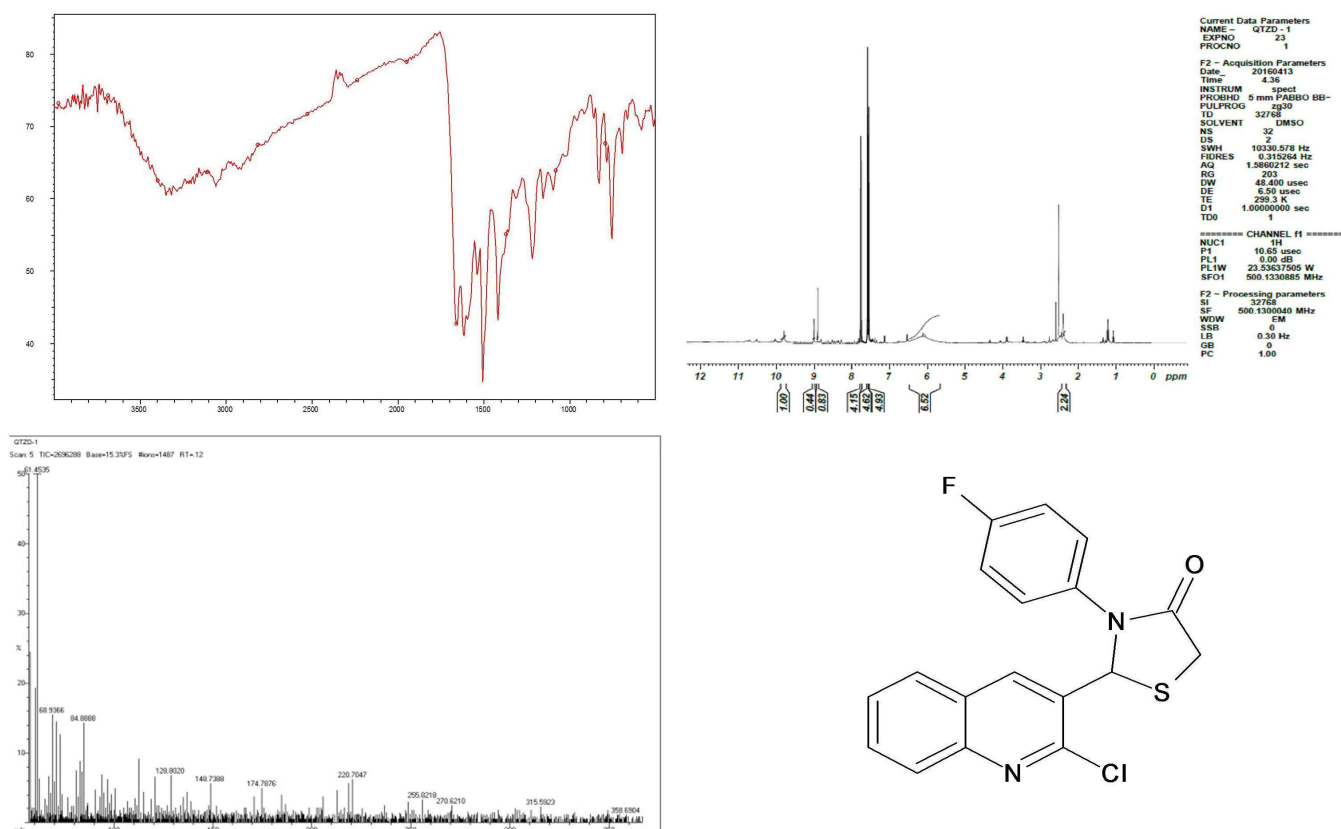 80
70
60
50
40
3500
3000
2500
2000
1500
1000
Current Data Parameters
NAME – QTZD - 1
EXPNO 23
PROCNO 1
F2 – Acquisition Parameters
Date_ 20160413
Time 4.36
INSTRUM spect
PROBHD 5 mm PABBO BB–
PULPROG zg30
TD 32768
SOLVENT DMSO
NS 32
DS 2
SWH 10330.578 Hz
FIDRES 0.315264 Hz
AQ 1.5860212 sec
RG 203
DW 48.400 usec
DE 6.50 usec
TE 299.3 K
D1 1.00000000 sec
TD0 1
======== CHANNEL f1 =======
NUC1 1H
P1 10.65 usec
PL1 0.00 dB
PL1W 23.53637505 W
SFO1 500.1330885 MHz
F2 – Processing parameters
SI 32768
SF 500.1300040 MHz
WDW EM
SSB 0
LB 0.30 Hz
GB 0
PC 1.00
12 11 10 9 8 7 6 5 4 3 2 1 0 ppm
1.00 0.44 0.83 4.15 4.62 4.93 6.52 2.24
QTZD-1
Scan: 5 TIC=2696288 Base=15.3%FS #ions=1487 RT=.12
61.4535
50
40
30
%
20
10
68.9366
84.8888
128.8020
148.7388
174.7876
220.7047
255.8218
270.6210
315.5923
358.6904
F
O
N
S
N
Cl